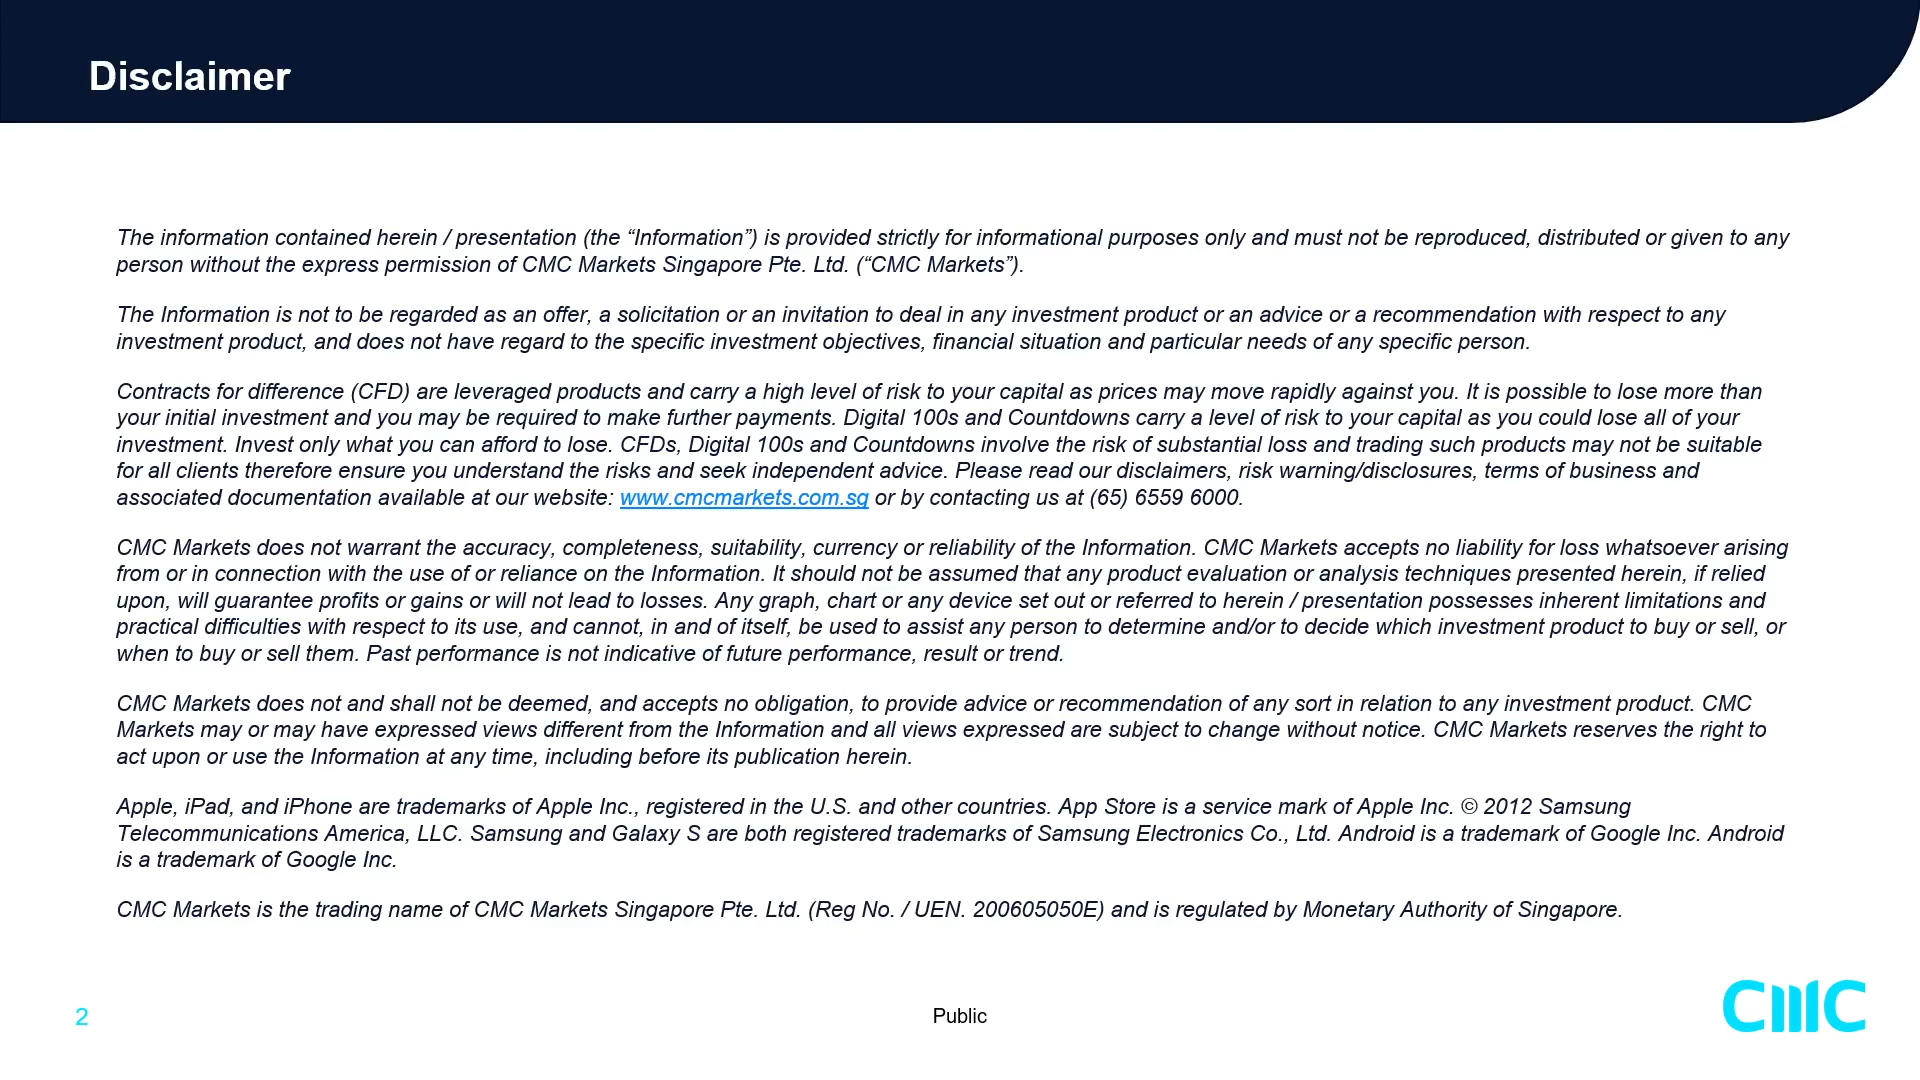 Disclaimer
The information contained herein / presentation (the “Information”) is provided strictly for informational purposes only and must not be reproduced, distributed or given to any
person without the express permission of CMC Markets Singapore Pte. Ltd. (“CMC Markets”).
The Information is not to be regarded as an offer, a solicitation or an invitation to deal in any investment product or an advice or a recommendation with respect to any
investment product, and does not have regard to the specific investment objectives, financial situation and particular needs of any specific person.
Contracts for difference (CFD) are leveraged products and carry a high level of risk to your capital as prices may move rapidly against you. It is possible to lose more than
your initial investment and you may be required to make further payments. Digital 100s and Countdowns carry a level of risk to your capital as you could lose all of your
investment. Invest only what you can afford to lose. CFDs, Digital 100s and Countdowns involve the risk of substantial loss and trading such products may not be suitable
for all clients therefore ensure you understand the risks and seek independent advice. Please read our disclaimers, risk warning/disclosures, terms of business and
associated documentation available at our website: www.cmcmarkets.com.sg or by contacting us at (65) 6559 6000.
CMC Markets does not warrant the accuracy, completeness, suitability, currency or reliability of the Information. CMC Markets accepts no liability for loss whatsoever arising
from or in connection with the use of or reliance on the Information. It should not be assumed that any product evaluation or analysis techniques presented herein, if relied
upon, will guarantee profits or gains or will not lead to losses. Any graph, chart or any device set out or referred to herein / presentation possesses inherent limitations and
practical difficulties with respect to its use, and cannot, in and of itself, be used to assist any person to determine and/or to decide which investment product to buy or sell, or
when to buy or sell them. Past performance is not indicative of future performance, result or trend.
CMC Markets does not and shall not be deemed, and accepts no obligation, to provide advice or recommendation of any sort in relation to any investment product. CMC
Markets may or may have expressed views different from the Information and all views expressed are subject to change without notice. CMC Markets reserves the right to
act upon or use the Information at any time, including before its publication herein.
Apple, iPad, and iPhone are trademarks of Apple Inc., registered in the U.S. and other countries. App Store is a service mark of Apple Inc. © 2012 Samsung
Telecommunications America, LLC. Samsung and Galaxy S are both registered trademarks of Samsung Electronics Co., Ltd. Android is a trademark of Google Inc. Android
is a trademark of Google Inc.
CMC Markets is the trading name of CMC Markets Singapore Pte. Ltd. (Reg No. / UEN. 200605050E) and is regulated by Monetary Authority of Singapore.
2
Public
CMC